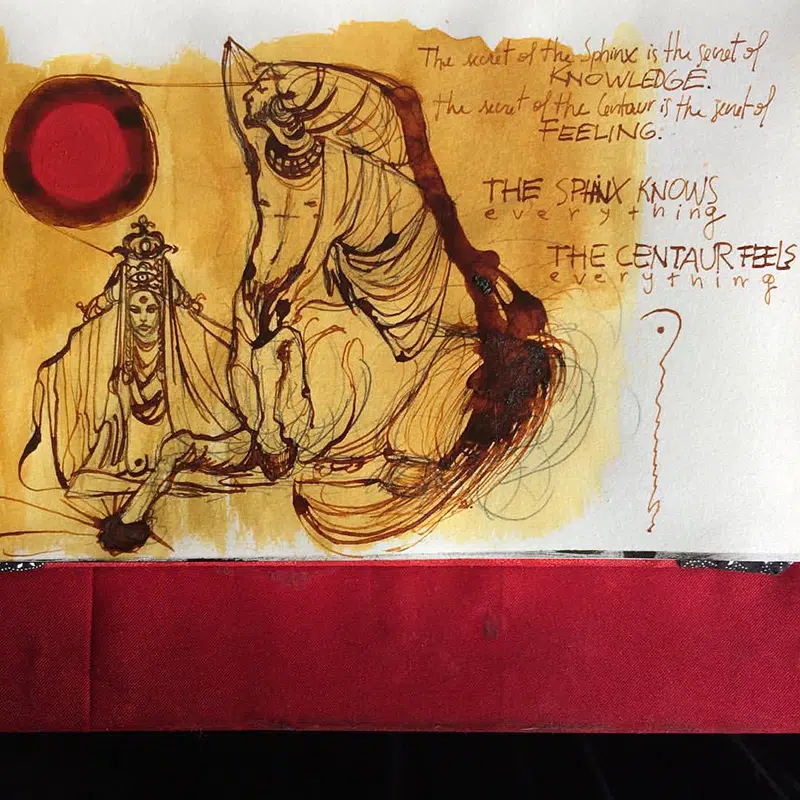 The secret of the Sphinx is the secret of
KNOWLEDGE.
the secret of the Centaur is the secret of
FEELING.
THE SPHINX KNOWS
everything
THE CENTAUR FEELS
everything